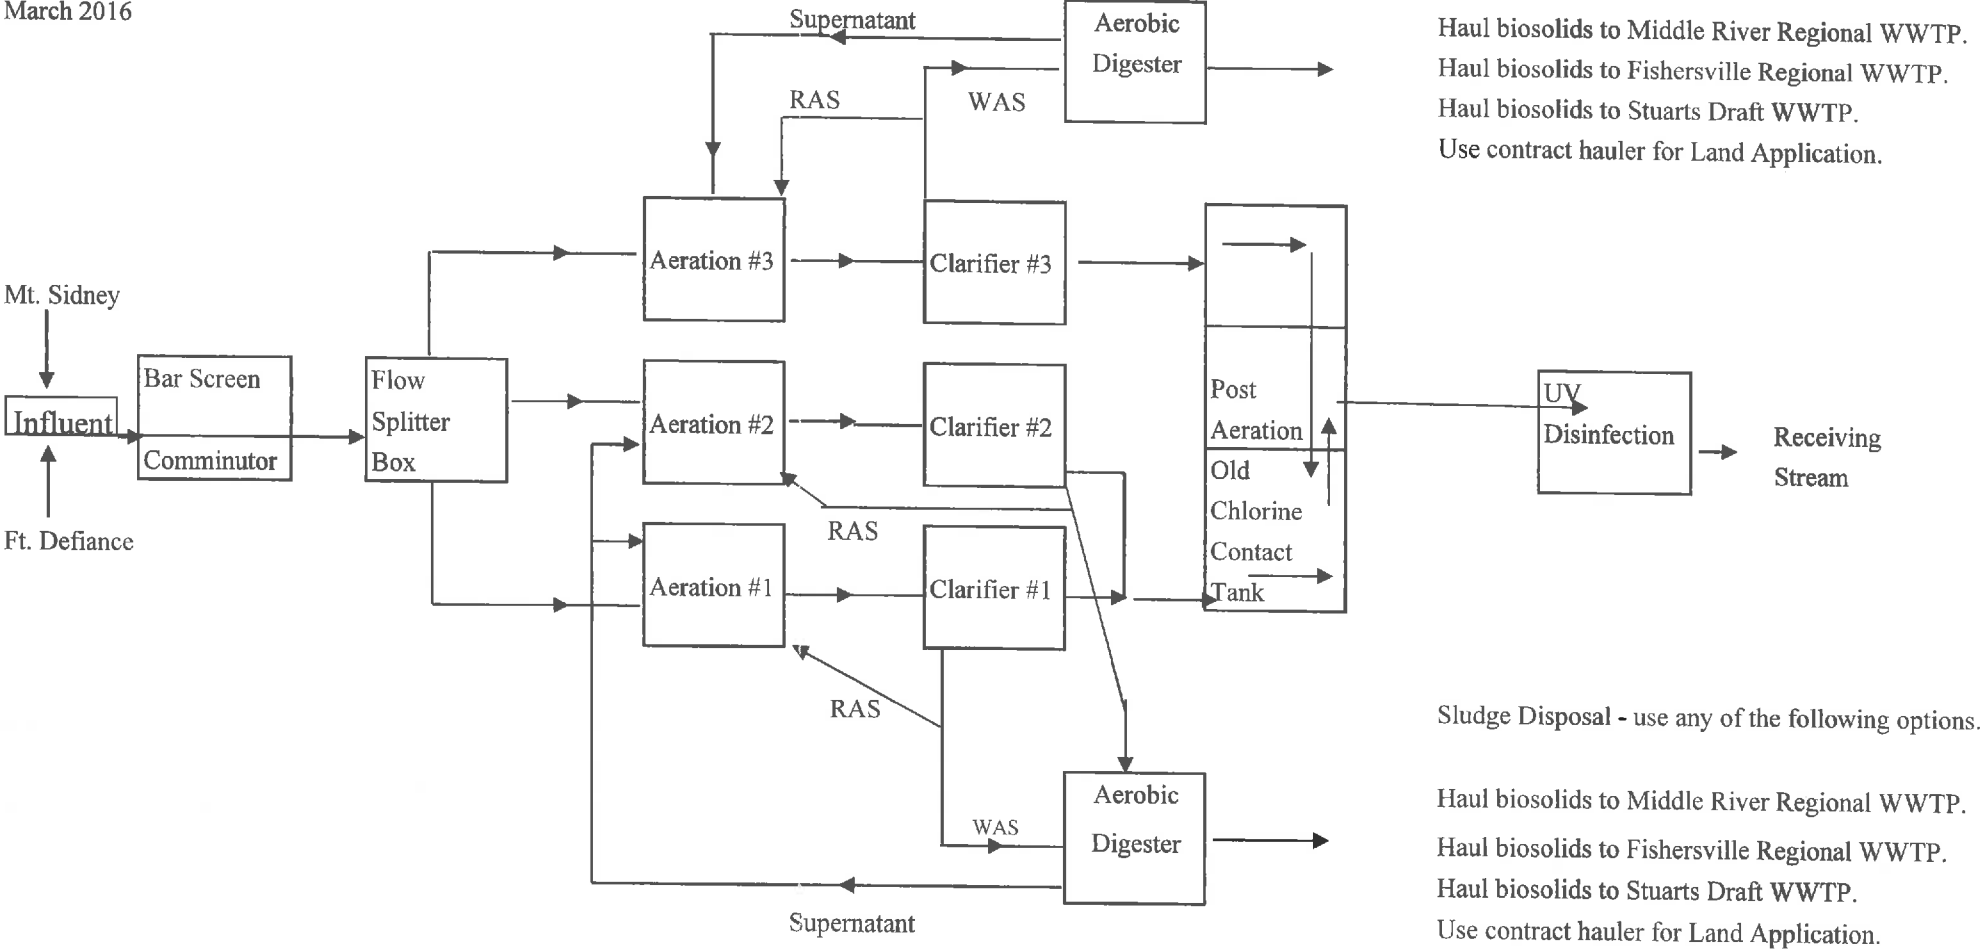 March 2016
Supernatant
Aerobic
Digester
RAS
WAS
Haul biosolids to Middle River Regional WWTP.
Haul biosolids to Fishersville Regional WWTP.
Haul biosolids to Stuarts Draft WWTP.
Use contract hauler for Land Application.
Aeration #3
Clarifier #3
Mt. Sidney
Influent
Ft. Defiance
Bar Screen
Comminutor
Flow
Splitter
Box
Aeration #2
Clarifier #2
RAS
Aeration #1
Clarifier #1
RAS
Post
Aeration
Old
Chlorine
Contact
Tank
UV
Disinfection
Receiving
Stream
WAS
Aerobic
Digester
Supernatant
Sludge Disposal - use any of the following options.
Haul biosolids to Middle River Regional WWTP.
Haul biosolids to Fishersville Regional WWTP.
Haul biosolids to Stuarts Draft WWTP.
Use contract hauler for Land Application.